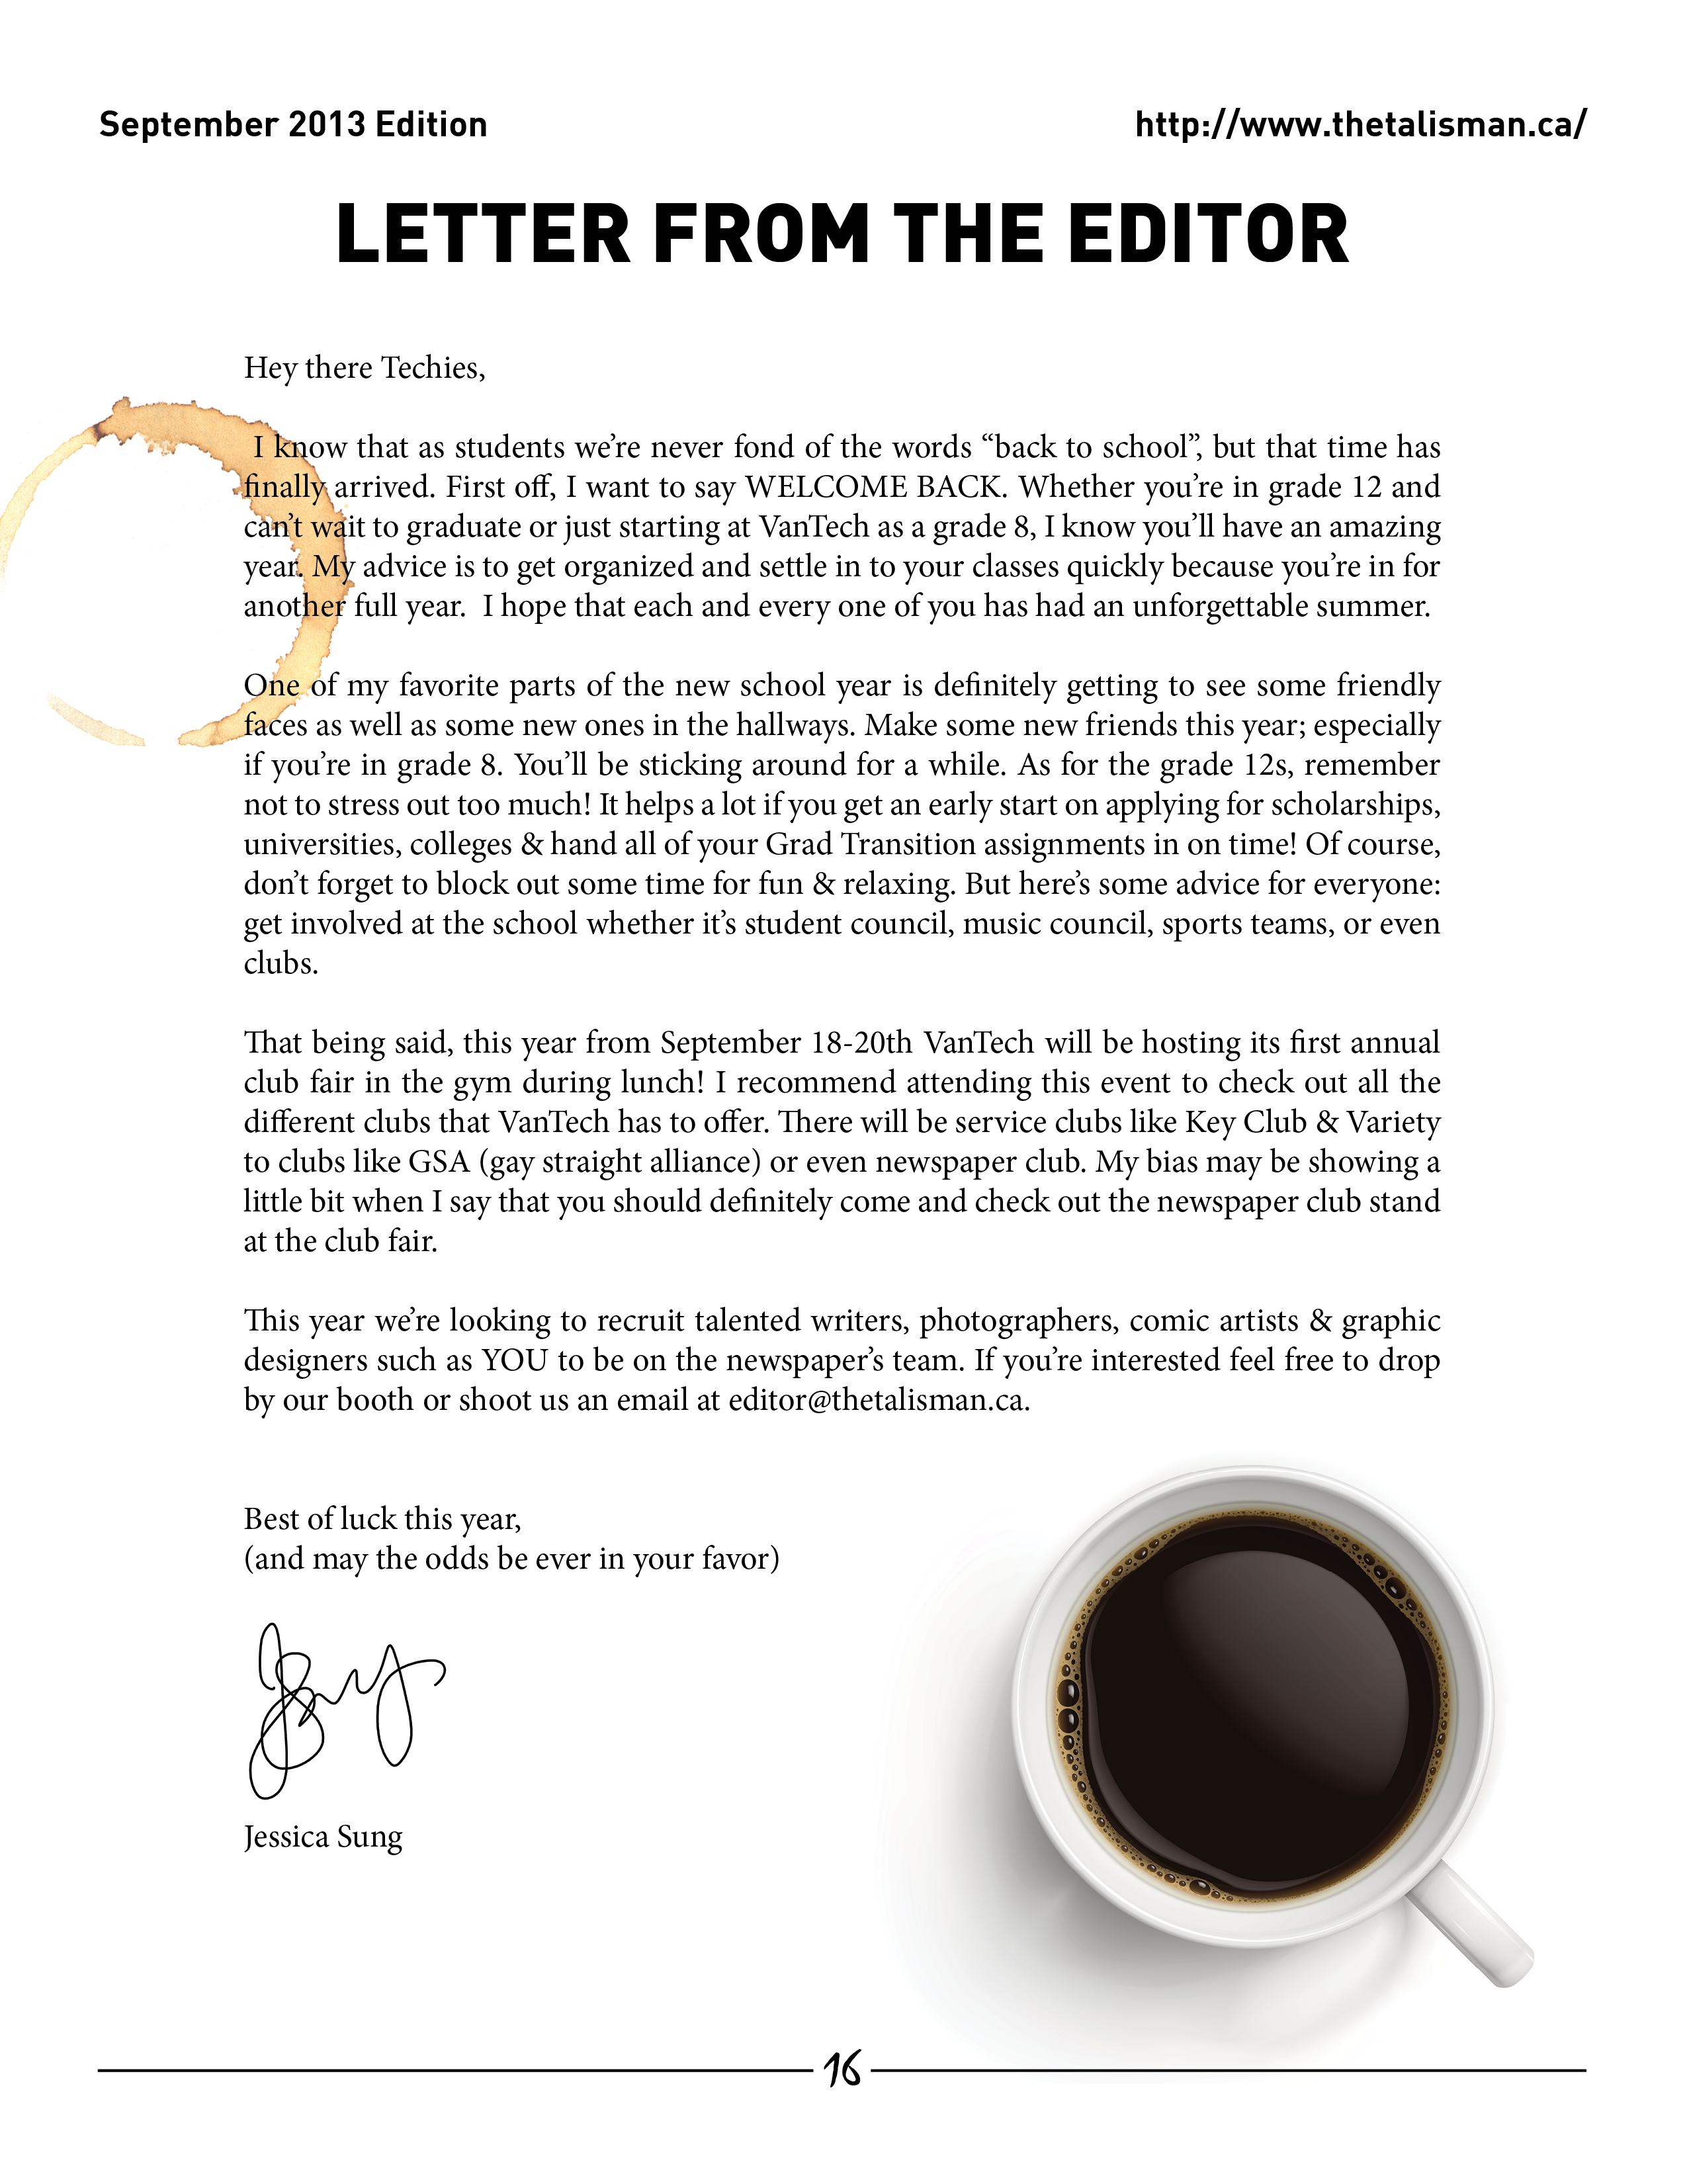 September 2013 Edition
http://www.thetalisman.ca/
LETTER FROM THE EDITOR
Hey there Techies,
I know that as students we’re never fond of the words “back to school”, but that time has
finally arrived. First off, I want to say WELCOME BACK. Whether you’re in grade 12 and
can’t wait to graduate or just starting at VanTech as a grade 8, I know you’ll have an amazing
year. My advice is to get organized and settle in to your classes quickly because you’re in for
another full year.  I hope that each and every one of you has had an unforgettable summer.
One of my favorite parts of the new school year is definitely getting to see some friendly
faces as well as some new ones in the hallways. Make some new friends this year; especially
if you’re in grade 8. You’ll be sticking around for a while. As for the grade 12s, remember
not to stress out too much! It helps a lot if you get an early start on applying for scholarships,
universities, colleges & hand all of your Grad Transition assignments in on time! Of course,
don’t forget to block out some time for fun & relaxing. But here’s some advice for everyone:
get involved at the school whether it’s student council, music council, sports teams, or even
clubs.
That being said, this year from September 18-20th VanTech will be hosting its first annual
club fair in the gym during lunch! I recommend attending this event to check out all the
different clubs that VanTech has to offer. There will be service clubs like Key Club & Variety
to clubs like GSA (gay straight alliance) or even newspaper club. My bias may be showing a
little bit when I say that you should definitely come and check out the newspaper club stand
at the club fair.
This year we’re looking to recruit talented writers, photographers, comic artists & graphic
designers such as YOU to be on the newspaper’s team. If you’re interested feel free to drop
by our booth or shoot us an email at editor@thetalisman.ca.
Best of luck this year,
(and may the odds be ever in your favor)
Jessica Sung
16